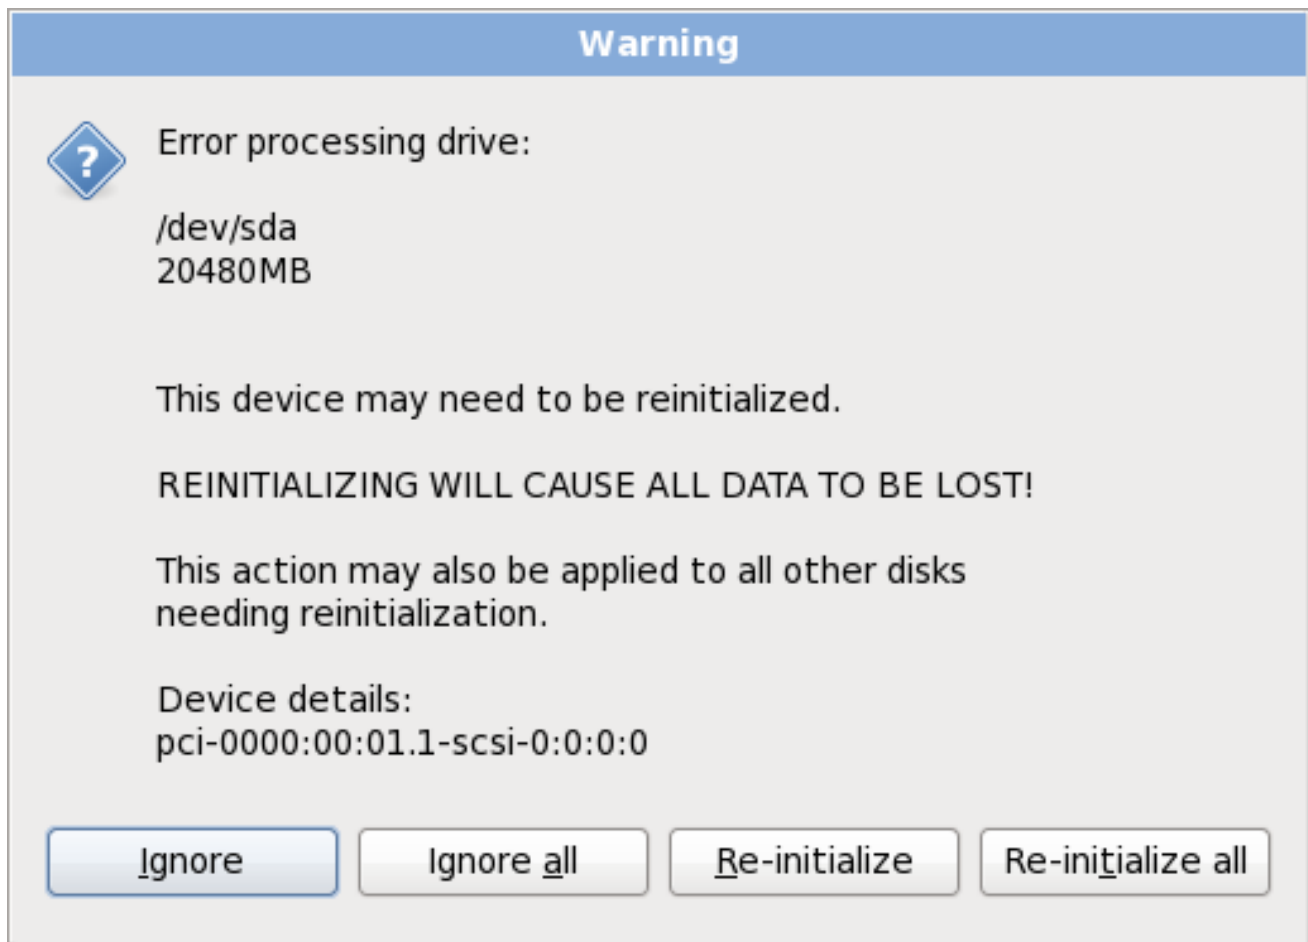 Warning
Error processing drive:
/dev/sda
20480MB
This device may need to be reinitialized.
REINITIALIZING WILL CAUSE ALL DATA TO BE LOST!
This action may also be applied to all other disks
needing reinitialization.
Device details:
pci-0000:00:01.1-scsi-0:0:0:0
Ignore Ignore all Re-initialize Re-initialize all